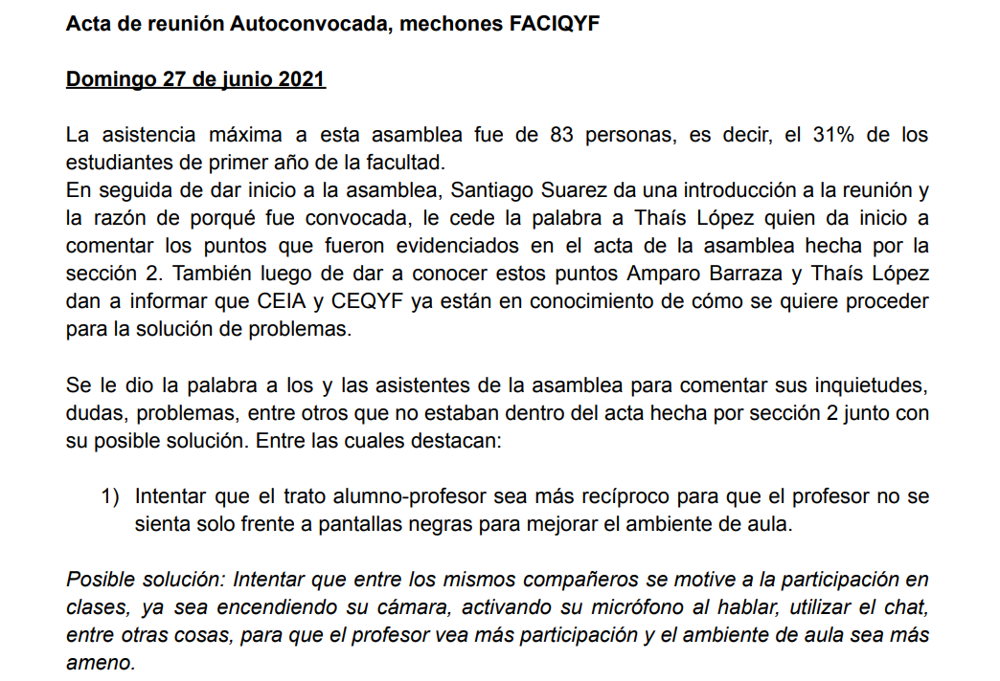 Acta de reunión Autoconvocada, mechones FACIQYF
Domingo 27 de junio 2021
La asistencia máxima a esta asamblea fue de 83 personas, es decir, el 31% de los
estudiantes de primer año de la facultad.
En seguida de dar inicio a la asamblea, Santiago Suarez da una introducción a la reunión y
la razón de porqué fue convocada, le cede la palabra a Thaís López quien da inicio a
comentar los puntos que fueron evidenciados en el acta de la asamblea hecha por la
sección 2. También luego de dar a conocer estos puntos Amparo Barraza y Thaís López
dan a informar que CEIA y CEQYF ya están en conocimiento de cómo se quiere proceder
para la solución de problemas.
Se le dio la palabra a los y las asistentes de la asamblea para comentar sus inquietudes,
dudas, problemas, entre otros que no estaban dentro del acta hecha por sección 2 junto con
su posible solución. Entre las cuales destacan:
1) Intentar que el trato alumno-profesor sea más recíproco para que el profesor no se
sienta solo frente a pantallas negras para mejorar el ambiente de aula.
Posible solución: Intentar que entre los mismos compañeros se motive a la participación en
clases, ya sea encendiendo su cámara, activando su micrófono al hablar, utilizar el chat,
entre otras cosas, para que el profesor vea más participación y el ambiente de aula sea más
ameno.